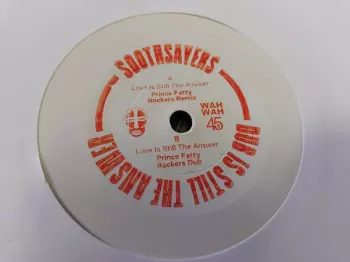 SOOTHSAYERS
A
Love Is Still The Answer
Prince Fatty
Rockers Remix
WAH
WAH
45
B
Love Is Still The Answer
Prince Fatty
Rockers Dub
DUB IS STILL THE ANSWER